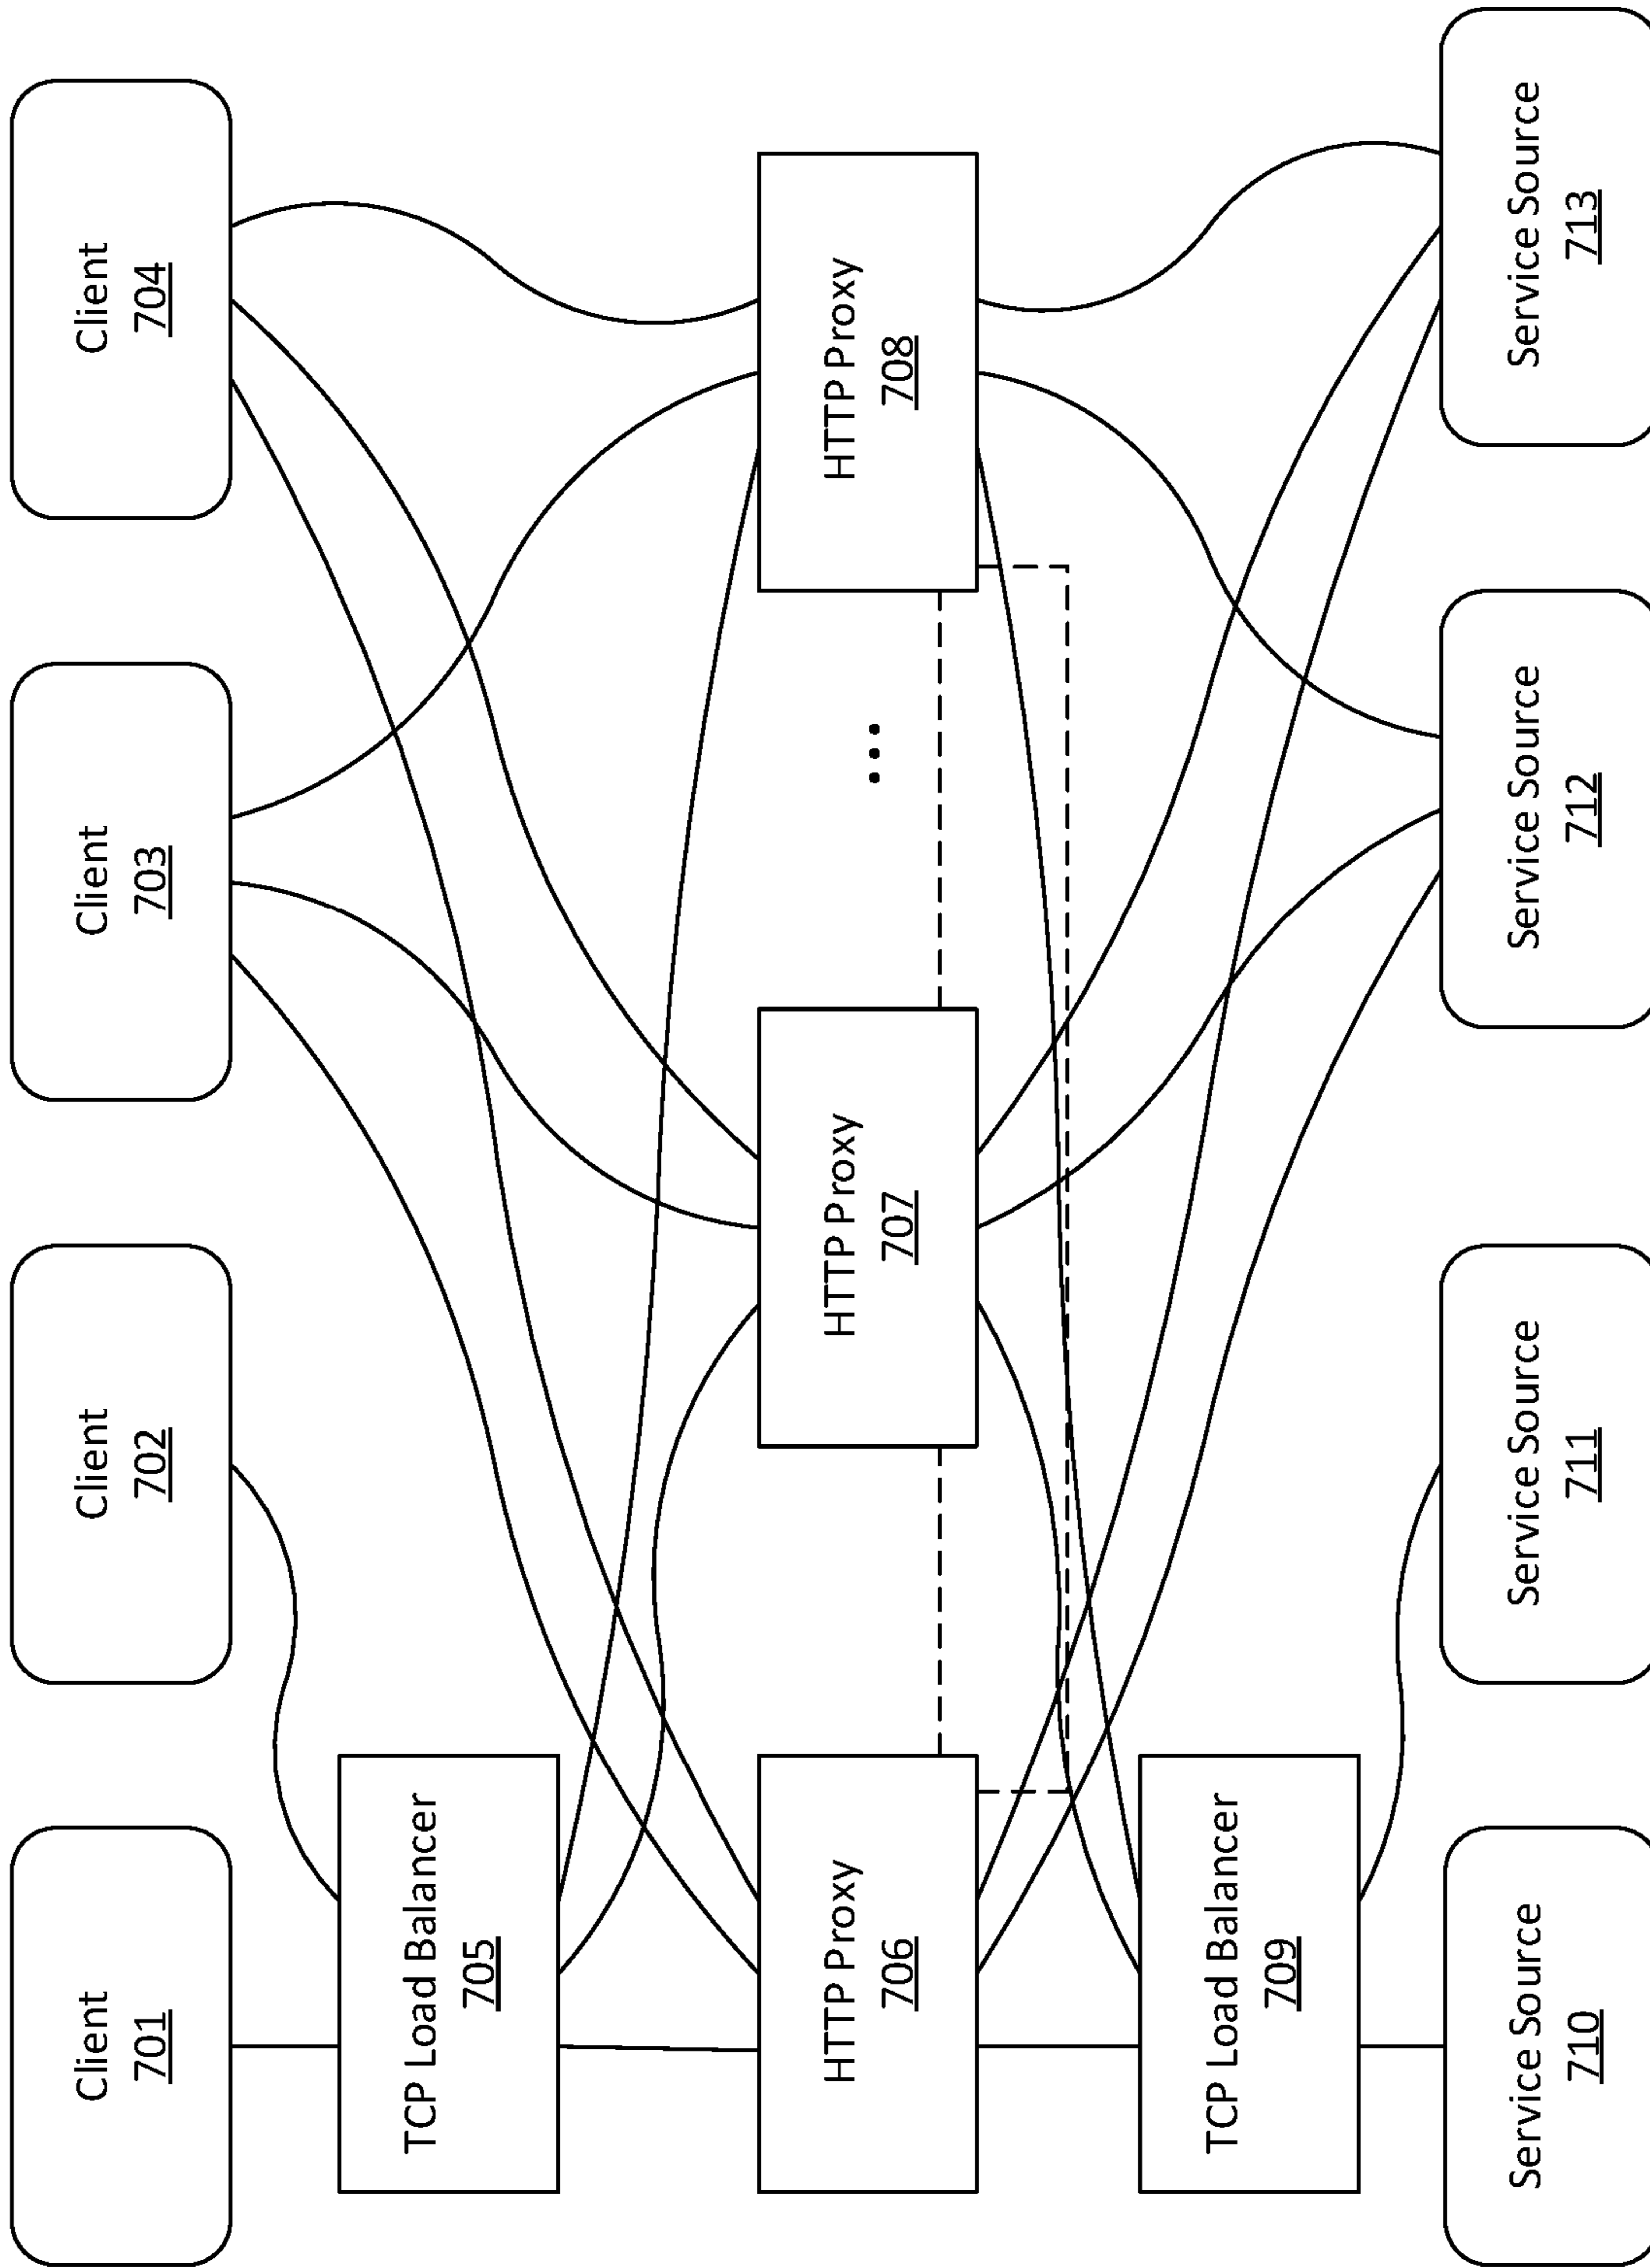 Client
701
Client
702
Client
703
Client
704
TCP Load Balancer
705
HTTP Proxy
706
HTTP Proxy
707
...
HTTP Proxy
708
TCP Load Balancer
709
Service Source
710
Service Source
711
Service Source
712
Service Source
713